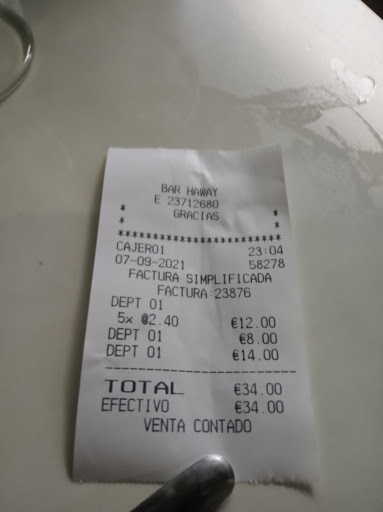 BAR HAWAY
E 23712680
* GRACIAS *
* *
*************************
CAJERO1 23:04
07-09-2021 58278
FACTURA SIMPLIFICADA
FACTURA:23876
DEPT 01
5x @2.40 €12.00
DEPT 01 €8.00
DEPT 01 €14.00
--------------------------------
TOTAL €34.00
EFECTIVO €34.00
VENTA CONTADO